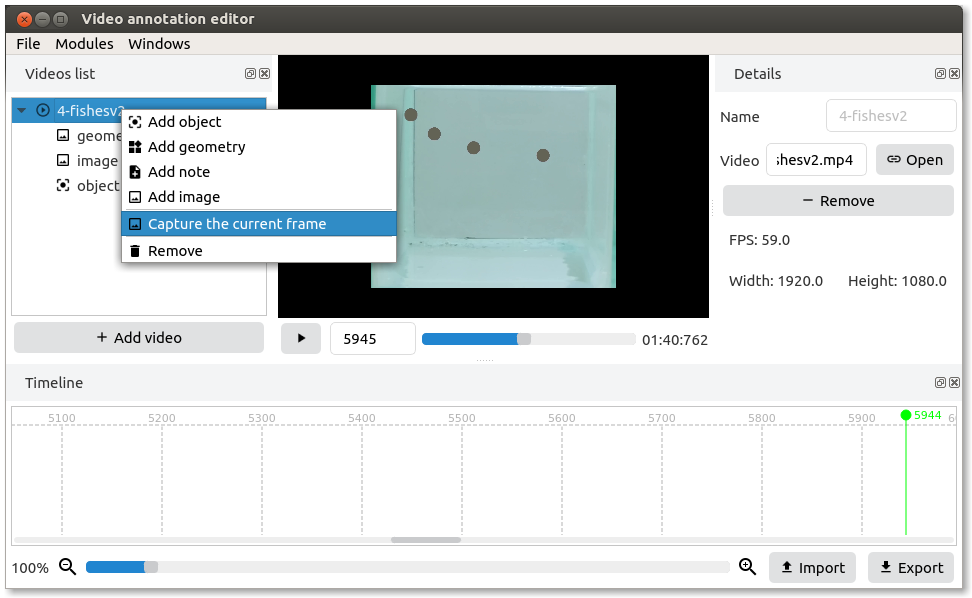 Video annotation editor
File Modules Windows
Videos list
4-fishesv2
geome
image
object
Add object
Add geometry
Add note
Add image
Capture the current frame
Remove
+ Add video
5945
01:40:762
Details
Name 4-fishesv2
Video hesv2.mp4 Open
Remove
FPS: 59.0
Width: 1920.0 Height: 1080.0
Timeline
5100 5200 5300 5400 5500 5600 5700 5800 5900 5944
100% Import Export